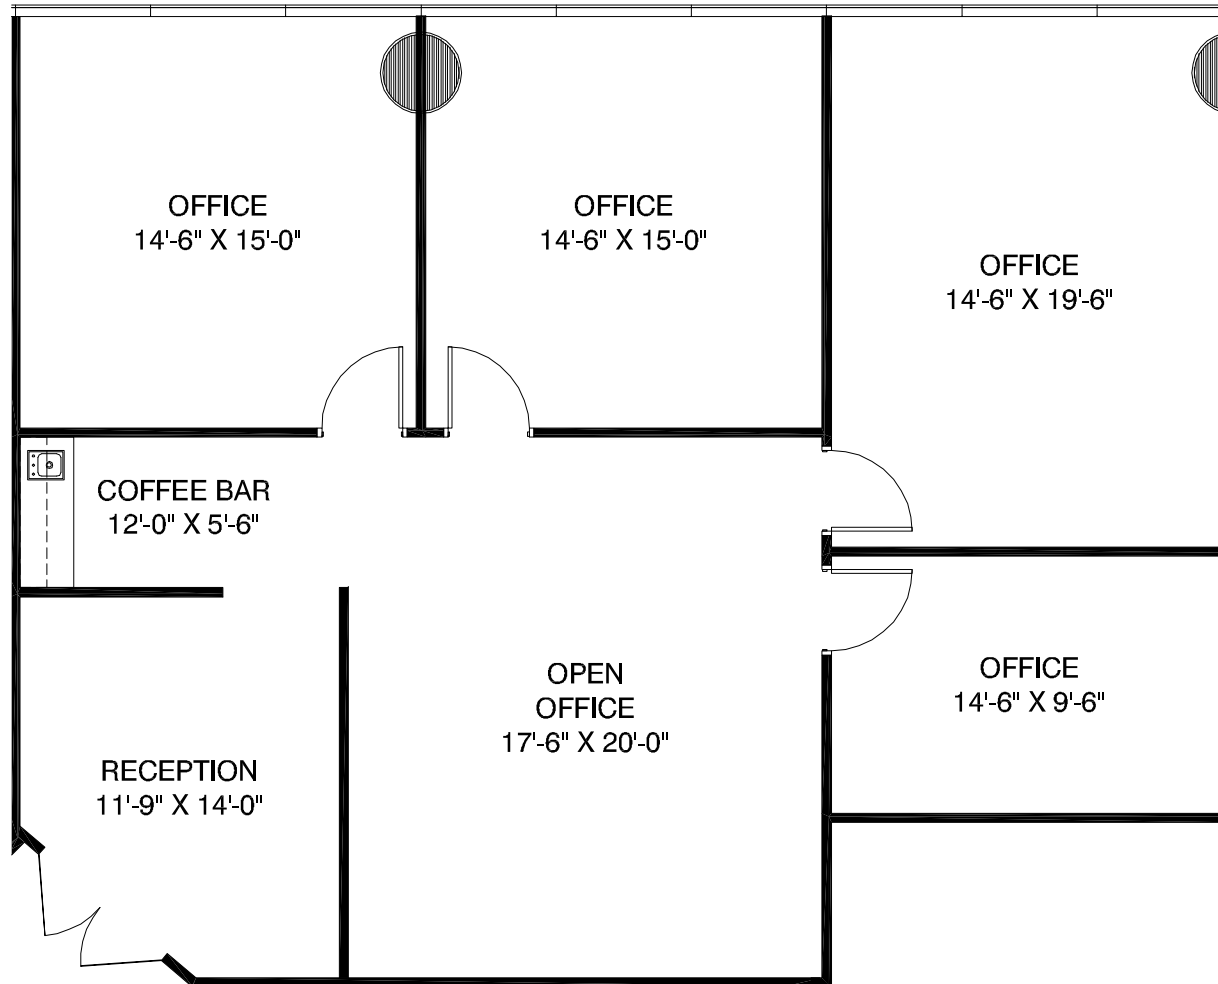 OFFICE
14'-6" X 15'-0"
OFFICE
14'-6" X 15'-0"
OFFICE
14'-6" X 19'-6"
COFFEE BAR
12'-0" X 5'-6"
OPEN
OFFICE
17'-6" X 20'-0"
OFFICE
14'-6" X 9'-6"
RECEPTION
11'-9" X 14'-0"